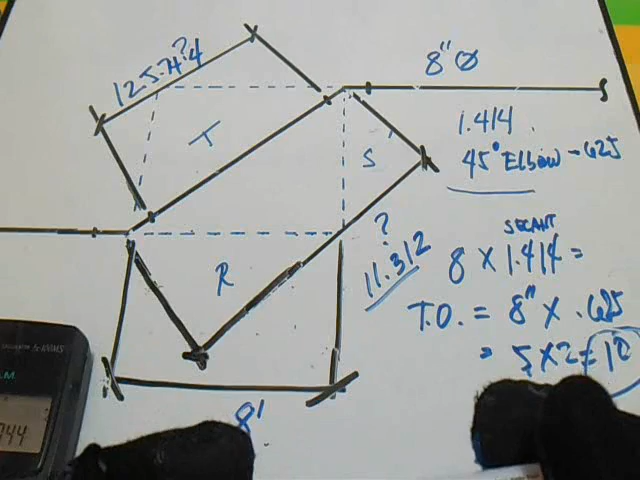 8"Ø
12.5.7?4
1.414
T
S
45° Elbow - 625
?
SECANT
R
11.312
8 x 1.414 =
T.O. = 8" x .625
= 5 x 2 = 10
8'